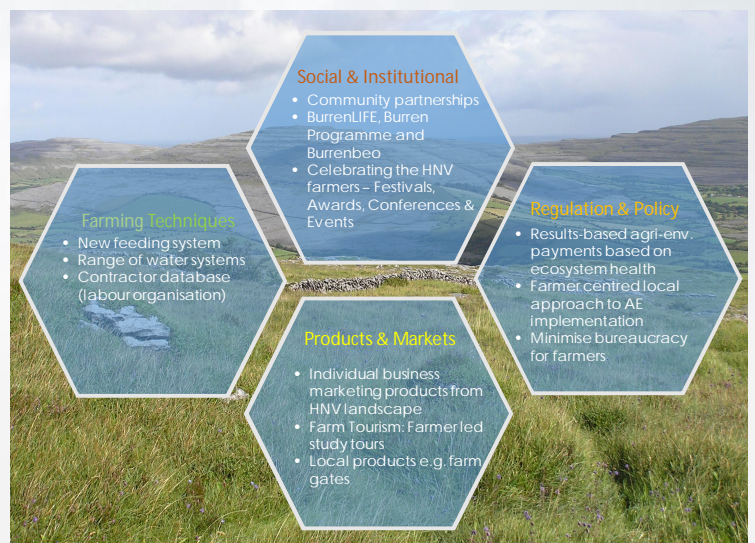 Social & Institutional
• Community partnerships
• BurrenLIFE, Burren
Programme and
Burrenbeo
• Celebrating the HNV
farmers – Festivals,
Awards, Conferences &
Events
Farming Techniques
• New feeding system
• Range of water systems
• Contractor database
(labour organisation)
Regulation & Policy
• Results-based agri-env.
payments based on
ecosystem health
• Farmer centred local
approach to AE
implementation
• Minimise bureaucracy
for farmers
Products & Markets
• Individual business
marketing products from
HNV landscape
• Farm Tourism: Farmer led
study tours
• Local products e.g. farm
gates